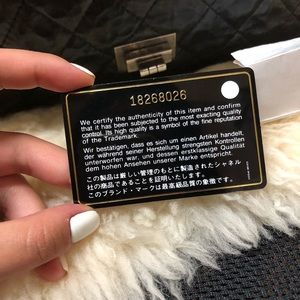 18268026
We certify the authenticity of this item and confirm
that it has been subjected to the most exacting quality
control. Its high quality is a symbol of the fine reputation
of the Trademark.
Wir bestätigen, dass es sich um einen Artikel handelt,
der während seiner Herstellung strengsten Kontrollen
unterworfen war, und dessen erstklassige Qualität
dem hohen Ansehen unserer Marke entspricht.
この製品は厳しい管理のもとに製造されたシャネル
社の商品である事を証明いたします。
このブランド・マークは最高級品質の象徴です。